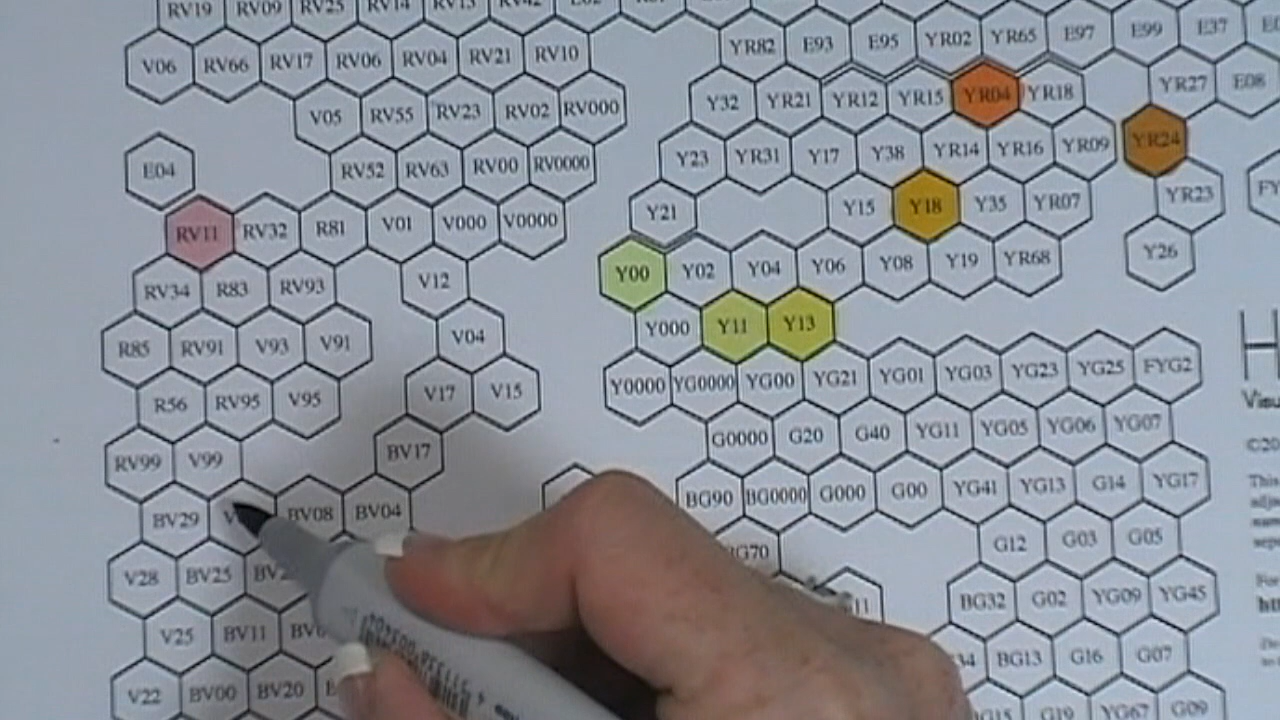 RV19 RV09 RV25 RV14 RV13 RV42 E02
YR82 E93 E95 YR02 YR65 E97 E99 E37
V06 RV66 RV17 RV06 RV04 RV21 RV10
Y32 YR21 YR12 YR15 YR04 YR18 YR27 E08
V05 RV55 RV23 RV02 RV000
Y23 YR31 Y17 Y38 YR14 YR16 YR09 YR24
E04 RV52 RV63 RV00 RV0000
Y21 Y15 Y18 Y35 YR07 YR23
RV11 RV32 R81 V01 V000 V0000
Y00 Y02 Y04 Y06 Y08 Y19 YR68 Y26
RV34 R83 RV93 V12
Y000 Y11 Y13
R85 RV91 V93 V91 V04
Y0000 YG0000 YG00 YG21 YG01 YG03 YG23 YG25 FYG2
R56 RV95 V95 V17 V15
G0000 G20 G40 YG11 YG05 YG06 YG07
RV99 V99 BV17
BG90 BG0000 G000 G00 YG41 YG13 G14 YG17
BV29 BV08 BV04
G12 G03 G05
V28 BV25
BG32 G02 YG09 YG45
V25 BV11
BG13 G16 G07
V22 BV00 BV20
G19 YG67 G09